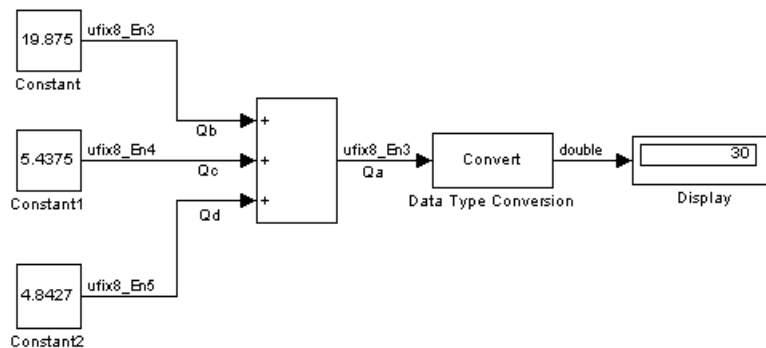 19.875
ufix8_En3
Constant
Qb
+
5.4375
ufix8_En4
Constant1
Qc
+
ufix8_En3
Qa
Convert
Data Type Conversion
double
30
Display
Qd
+
4.8427
ufix8_En5
Constant2